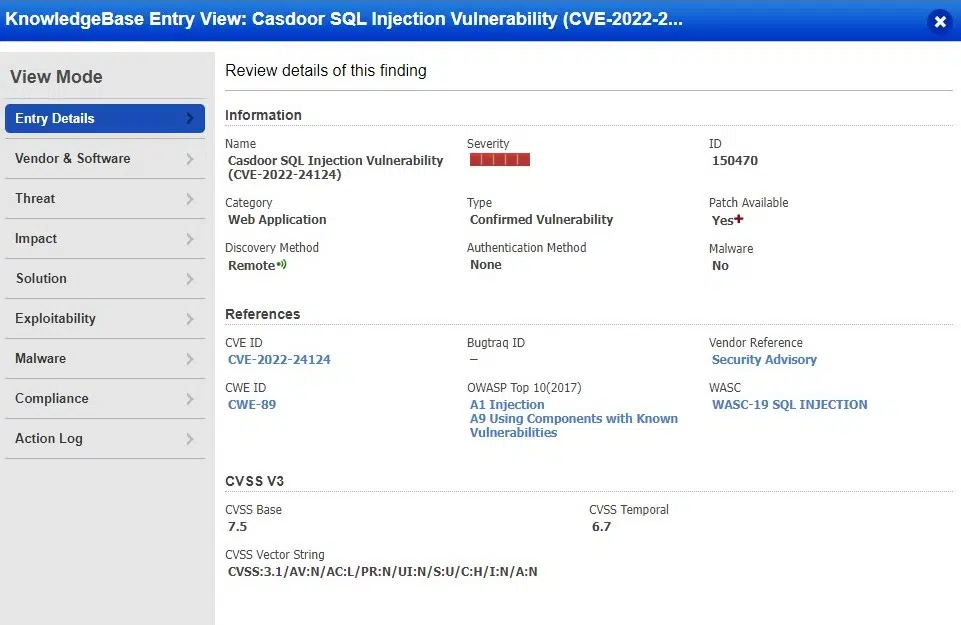 KnowledgeBase Entry View: Casdoor SQL Injection Vulnerability (CVE-2022-2...
View Mode
Entry Details
Vendor & Software
Threat
Impact
Solution
Exploitability
Malware
Compliance
Action Log
Review details of this finding
Information
Name
Casdoor SQL Injection Vulnerability
(CVE-2022-24124)
Severity
ID
150470
Category
Web Application
Type
Confirmed Vulnerability
Patch Available
Yes
Discovery Method
Remote
Authentication Method
None
Malware
No
References
CVE ID
CVE-2022-24124
Bugtraq ID
–
Vendor Reference
Security Advisory
CWE ID
CWE-89
OWASP Top 10(2017)
A1 Injection
A9 Using Components with Known
Vulnerabilities
WASC
WASC-19 SQL INJECTION
CVSS V3
CVSS Base
7.5
CVSS Temporal
6.7
CVSS Vector String
CVSS:3.1/AV:N/AC:L/PR:N/UI:N/S:U/C:H/I:N/A:N